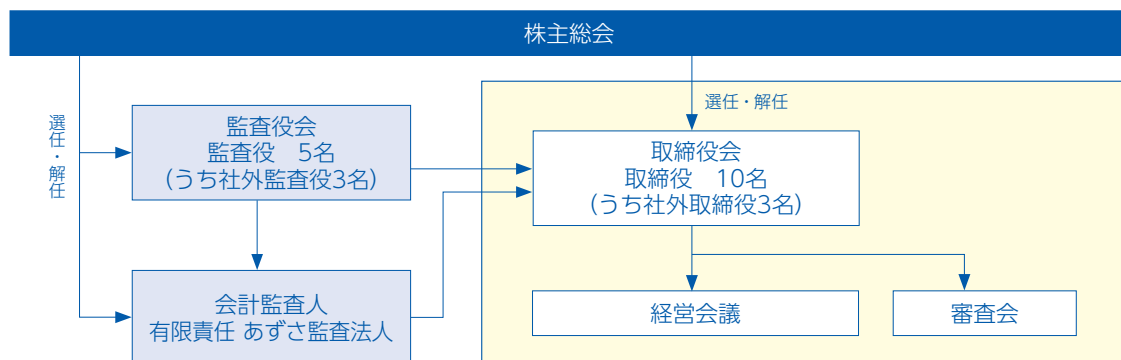 株主総会
選任・解任
監査役会
監査役　5名
（うち社外監査役3名）
会計監査人
有限責任 あずさ監査法人
選任・解任
取締役会
取締役　10名
（うち社外取締役3名）
経営会議
審査会